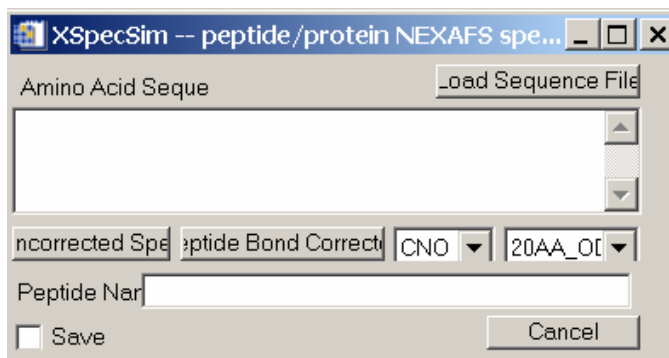 XSpecSim -- peptide/protein NEXAFS spe...
Amino Acid Seque
Load Sequence File
ncorrected Spe
eptide Bond Correct
CNO
20AA_OD
Peptide Nar
Save
Cancel